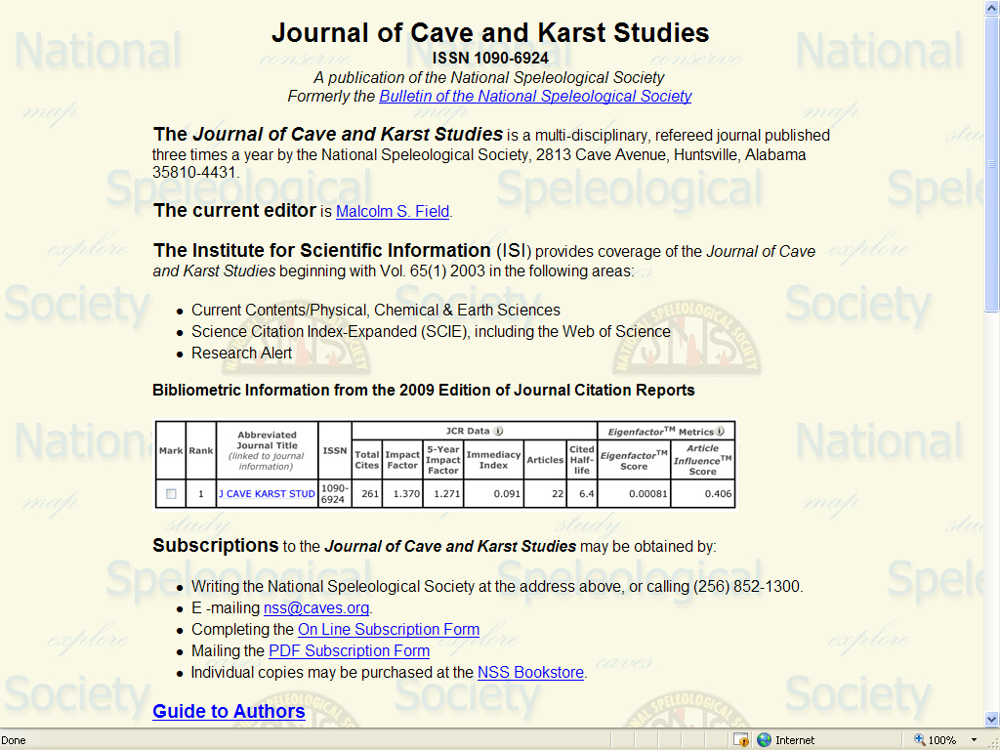 Journal of Cave and Karst Studies
ISSN 1090-6924
A publication of the National Speleological Society
Formerly the Bulletin of the National Speleological Society
The Journal of Cave and Karst Studies is a multi-disciplinary, refereed journal published
three times a year by the National Speleological Society, 2813 Cave Avenue, Huntsville, Alabama
35810-4431.
The current editor is Malcolm S. Field.
The Institute for Scientific Information (ISI) provides coverage of the Journal of Cave
and Karst Studies beginning with Vol. 65(1) 2003 in the following areas:
Current Contents/Physical, Chemical & Earth Sciences
Science Citation Index-Expanded (SCIE), including the Web of Science
Research Alert
Bibliometric Information from the 2009 Edition of Journal Citation Reports
Mark Rank Abbreviated Journal Title (linked to journal information) ISSN JCR Data Eigenfactor™ Metrics
Total Cites Impact Factor 5-Year Impact Factor Immediacy Index Articles Cited Half-life Eigenfactor™ Score Article Influence™ Score
1 J CAVE KARST STUD 1090-6924 261 1.370 1.271 0.091 22 6.4 0.00081 0.406
Subscriptions to the Journal of Cave and Karst Studies may be obtained by:
Writing the National Speleological Society at the address above, or calling (256) 852-1300.
E -mailing nss@caves.org.
Completing the On Line Subscription Form
Mailing the PDF Subscription Form
Individual copies may be purchased at the NSS Bookstore.
Guide to Authors
Done Internet 100%